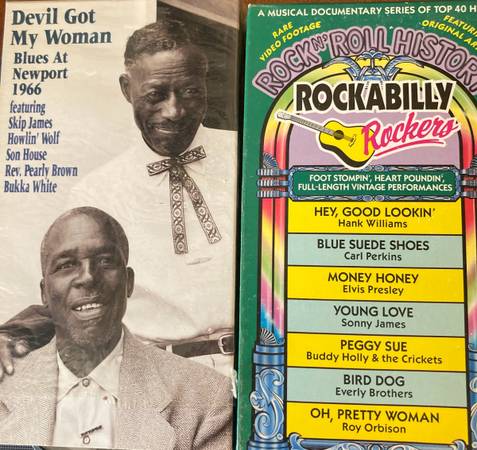 Devil Got
My Woman
Blues At
Newport
1966
featuring
Skip James
Howlin' Wolf
Son House
Rev. Pearly Brown
Bukka White
A MUSICAL DOCUMENTARY SERIES OF TOP 40 H
RARE
VIDEO FOOTAGE
FEATURI
ORIGINAL AR
ROCK N' ROLL HISTORY
ROCKABILLY
Rockers
FOOT STOMPIN', HEART POUNDIN',
FULL-LENGTH VINTAGE PERFORMANCES
HEY, GOOD LOOKIN'
Hank Williams
BLUE SUEDE SHOES
Carl Perkins
MONEY HONEY
Elvis Presley
YOUNG LOVE
Sonny James
PEGGY SUE
Buddy Holly & the Crickets
BIRD DOG
Everly Brothers
OH, PRETTY WOMAN
Roy Orbison